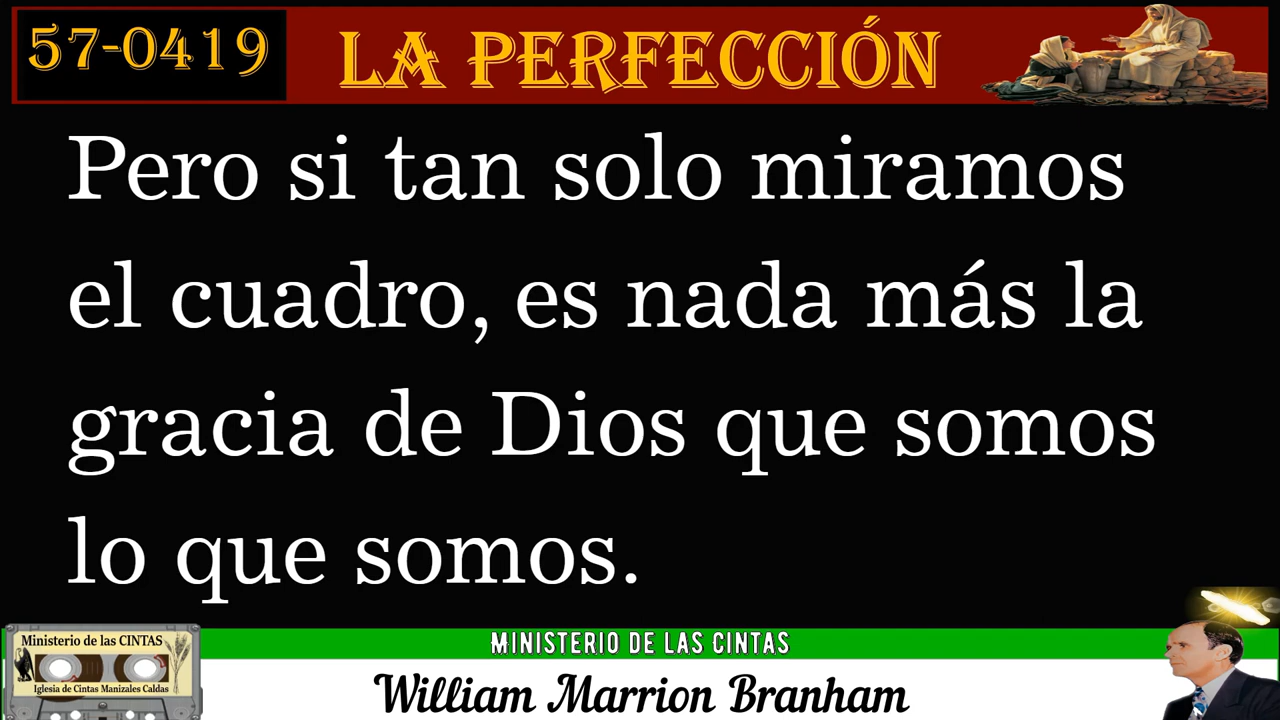 57-0419
LA PERFECCIÓN
Pero si tan solo miramos
el cuadro, es nada más la
gracia de Dios que somos
lo que somos.
MINISTERIO DE LAS CINTAS
Ministerio de las CINTAS
Iglesia de Cintas Manizales Caldas
William Marrion Branham